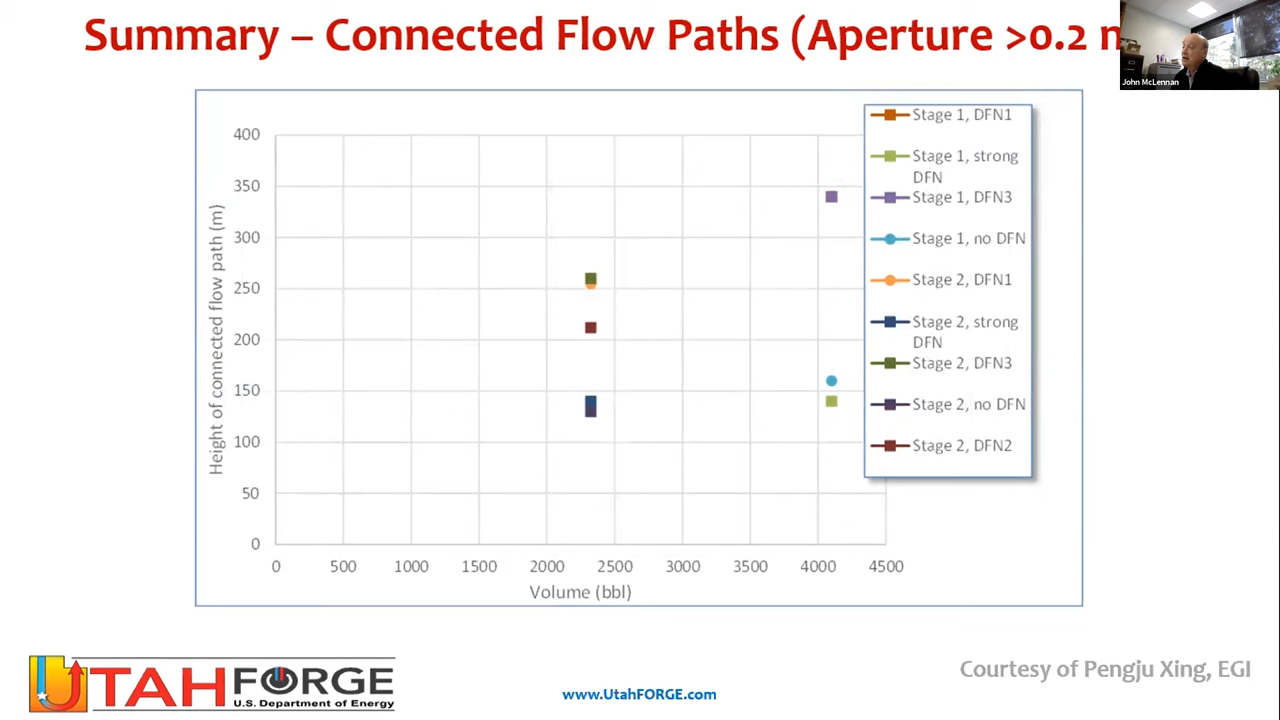 Summary – Connected Flow Paths (Aperture >0.2
John McLennan
Stage 1, DFN1
Stage 1, strong
DFN
Stage 1, DFN3
Stage 1, no DFN
Stage 2, DFN1
Stage 2, strong
DFN
Stage 2, DFN3
Stage 2, no DFN
Stage 2, DFN2
400
350
300
250
200
150
100
50
0
Height of connected flow path (m)
0 500 1000 1500 2000 2500 3000 3500 4000 4500
Volume (bbl)
UTAH FORGE
U.S. Department of Energy
www.UtahFORGE.com
Courtesy of Pengju Xing, EGI